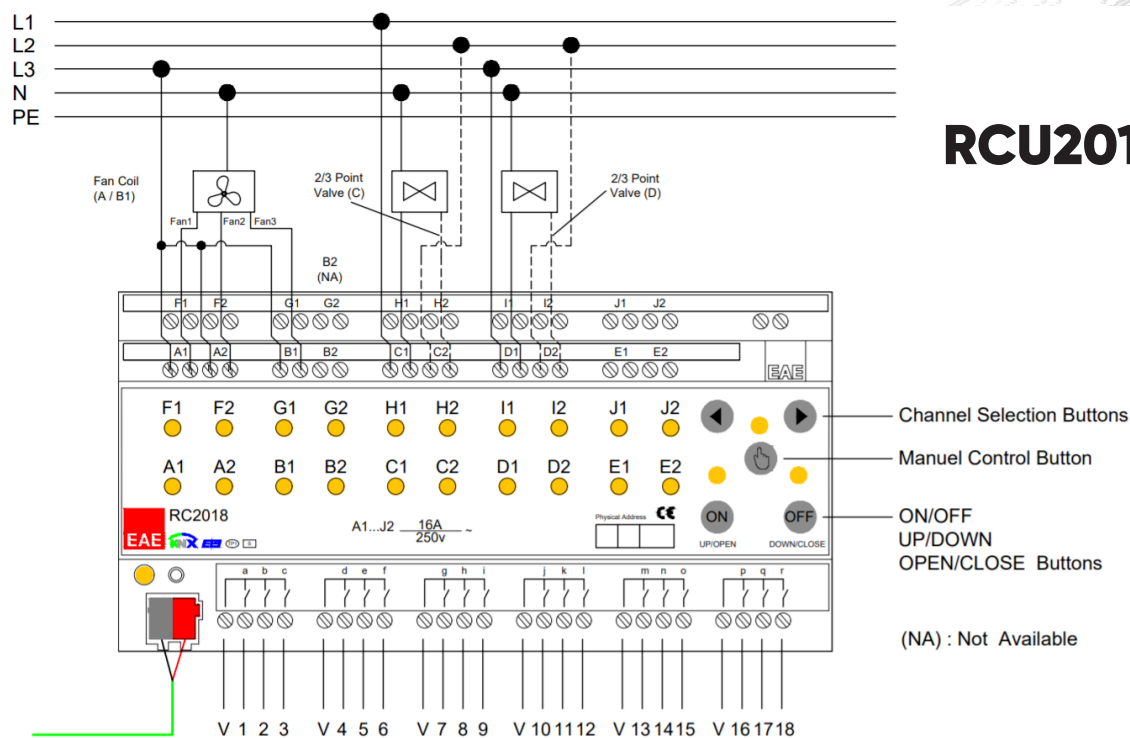 L1
L2
L3
N
PE
RCU201
Fan Coil
(A / B1)
2/3 Point
Valve (C)
2/3 Point
Valve (D)
Fan1 Fan2 Fan3
B2
(NA)
F1 F2 G1 G2 H1 H2 I1 I2 J1 J2
A1 A2 B1 B2 C1 C2 D1 D2 E1 E2
EAE
F1 F2 G1 G2 H1 H2 I1 I2 J1 J2
Channel Selection Buttons
Manuel Control Button
A1 A2 B1 B2 C1 C2 D1 D2 E1 E2
RC2018
EAE KNX
A1...J2 16A
250v ~
Physical Address CE
ON OFF
UP/OPEN DOWN/CLOSE
ON/OFF
UP/DOWN
OPEN/CLOSE Buttons
a b c d e f g h i j k l m n o p q r
(NA) : Not Available
V 1 2 3 V 4 5 6 V 7 8 9 V 10 11 12 V 13 14 15 V 16 17 18